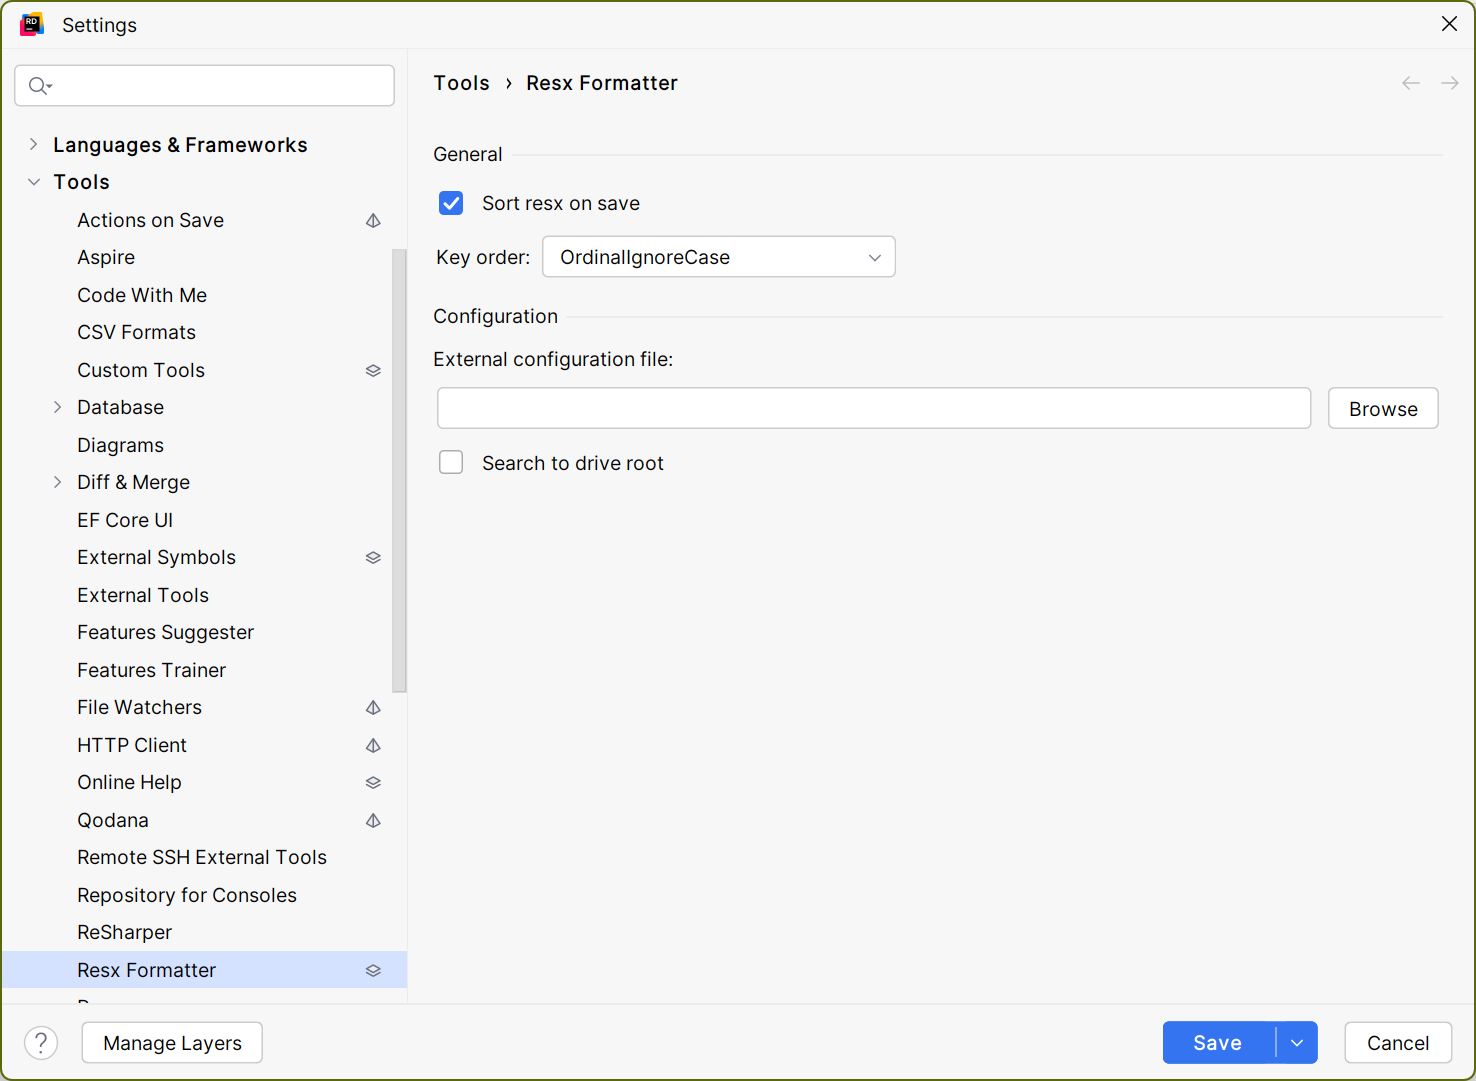 RD
Settings
Tools › Resx Formatter
Languages & Frameworks
Tools
Actions on Save
Aspire
Code With Me
CSV Formats
Custom Tools
Database
Diagrams
Diff & Merge
EF Core UI
External Symbols
External Tools
Features Suggester
Features Trainer
File Watchers
HTTP Client
Online Help
Qodana
Remote SSH External Tools
Repository for Consoles
ReSharper
Resx Formatter
General
Sort resx on save
Key order: OrdinalIgnoreCase
Configuration
External configuration file:
Browse
Search to drive root
? Manage Layers
Save
Cancel